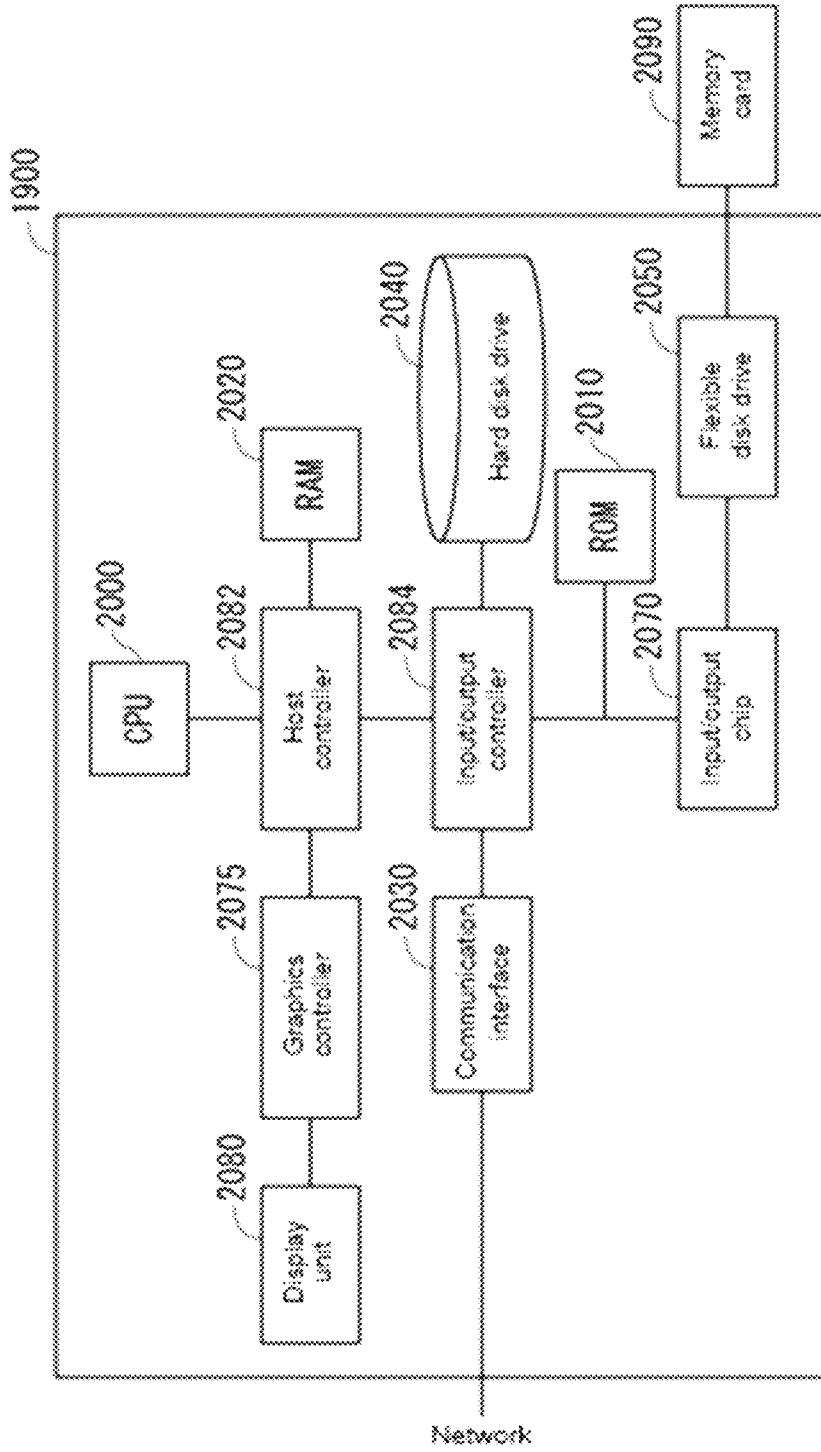 1900
2000
CPU
2080
Display
unit
2075
Graphics
controller
2082
Host
controller
2020
RAM
2030
Communication
interface
2084
Input/output
controller
2040
Hard disk drive
2010
ROM
Network
2070
Input/output
chip
2050
Flexible
disk drive
2090
Memory
card